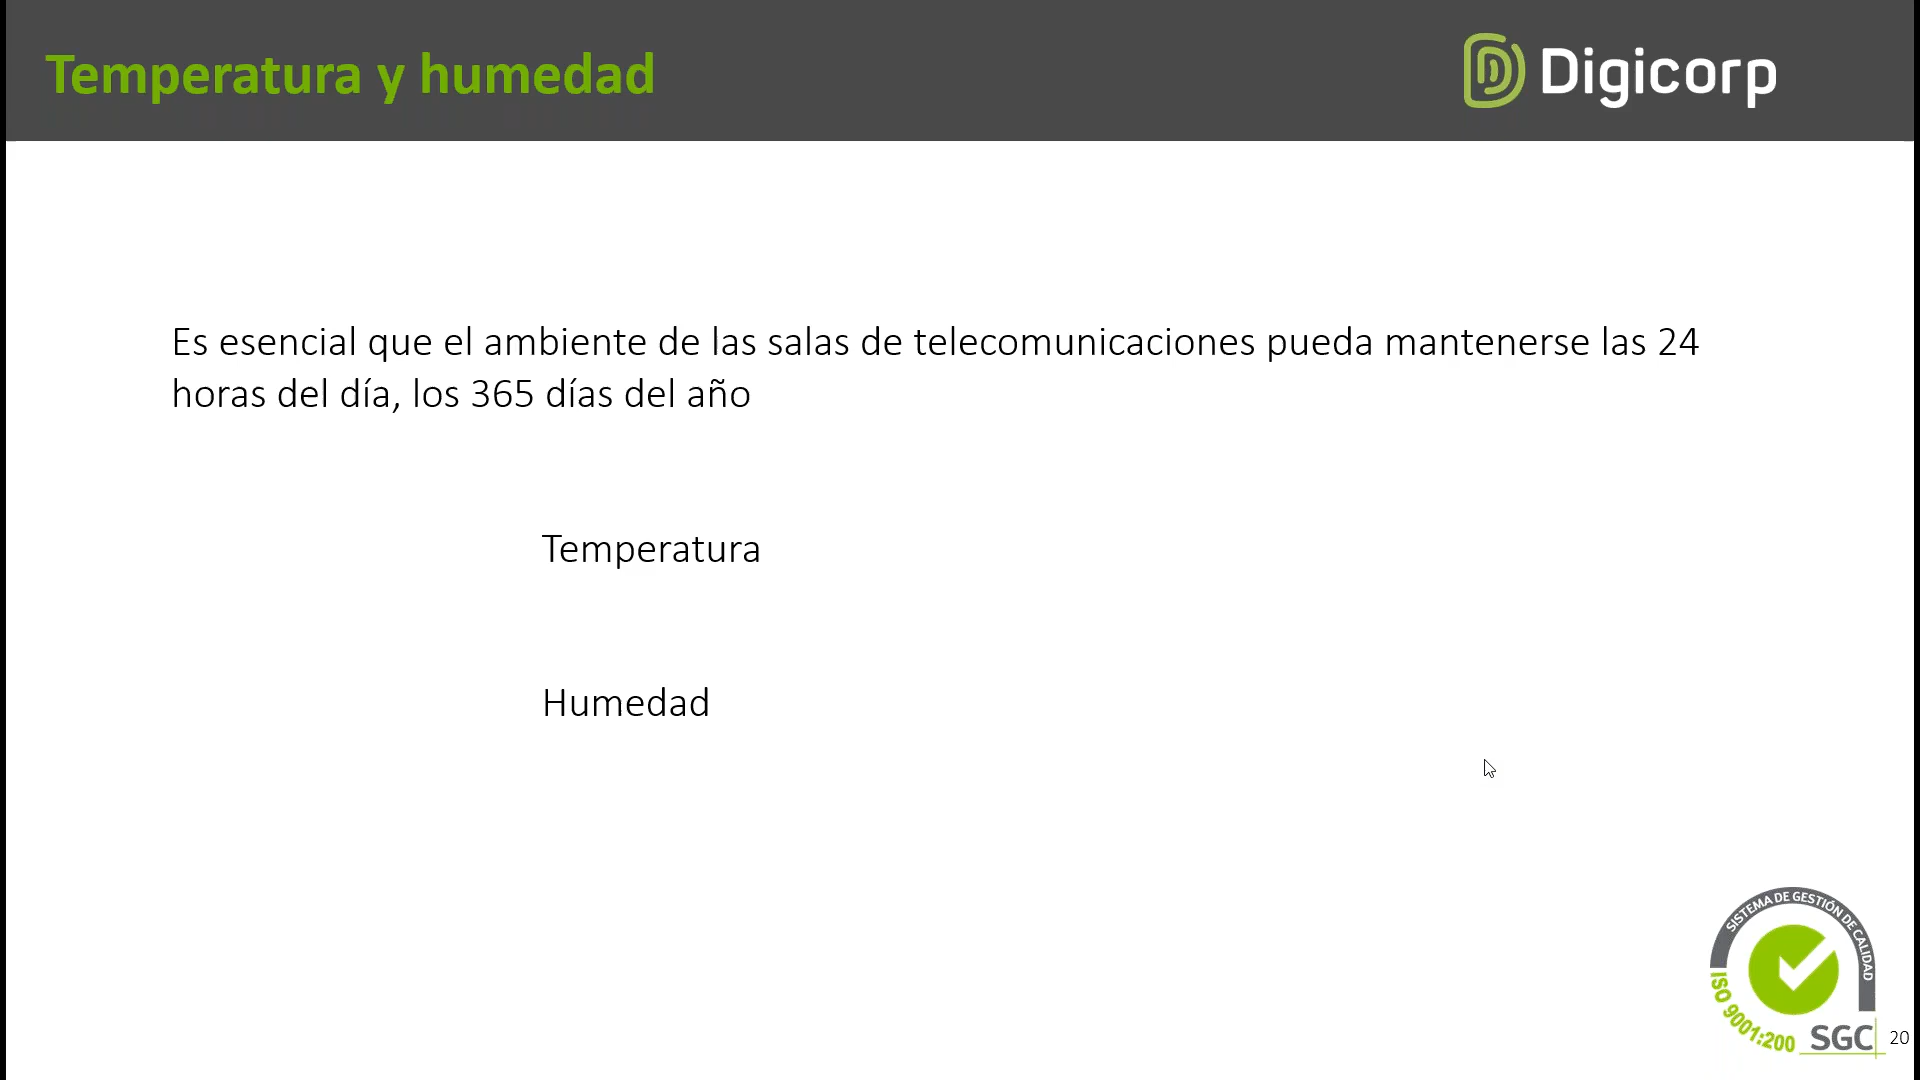 Temperatura y humedad
Digicorp
Es esencial que el ambiente de las salas de telecomunicaciones pueda mantenerse las 24
horas del día, los 365 días del año
Temperatura
Humedad
SISTEMA DE GESTIÓN DE CALIDAD
ISO 9001:200
SGC
20